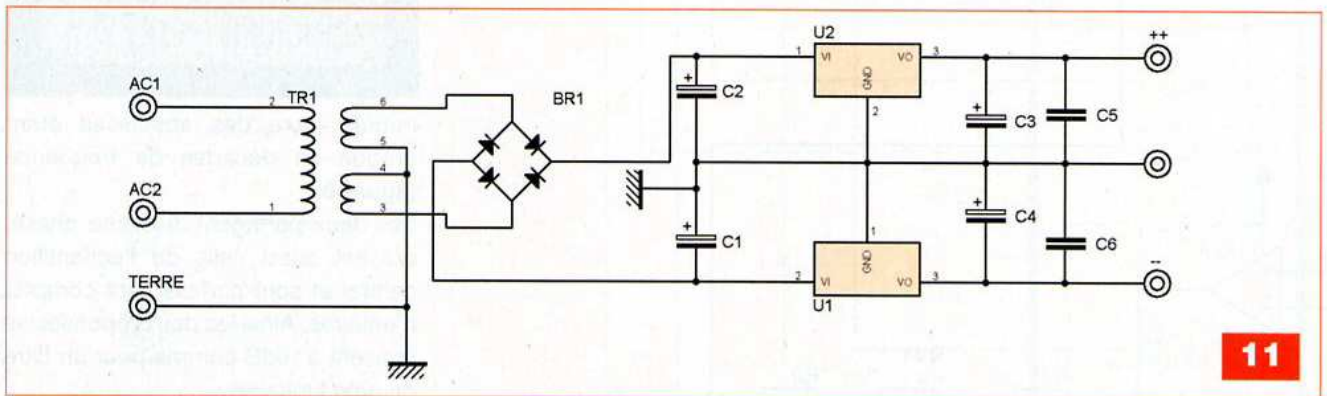 AC1
AC2
TERRE
TR1
2
1
6
5
4
3
BR1
+
C2
+
C1
U2
1
VI
GND
VO
3
2
1
2
VI
GND
VO
3
U1
+
C3
+
C4
C5
C6
++
--
11